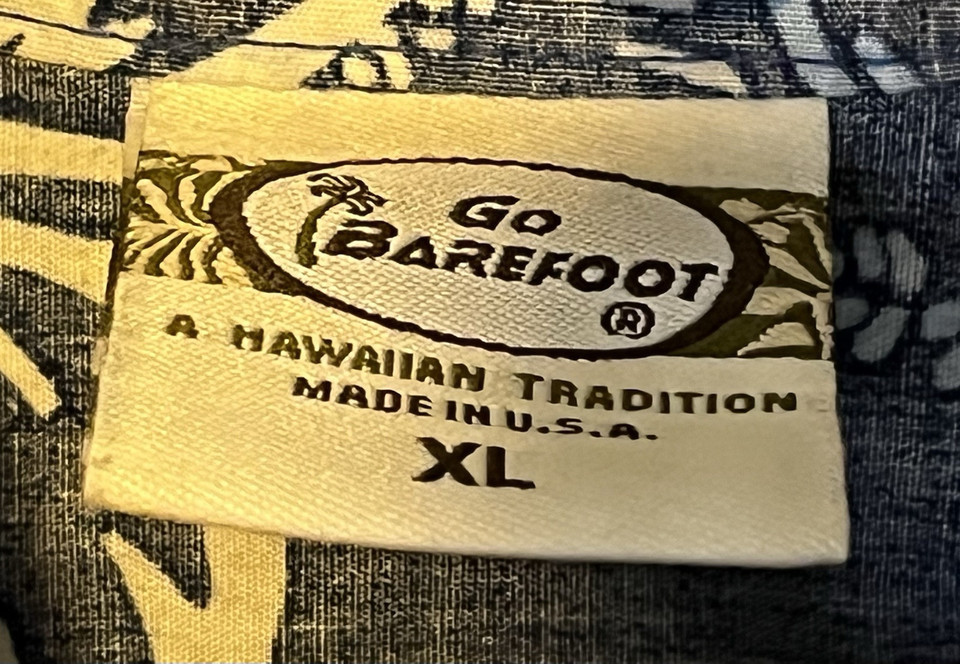 Go
BAREFOOT
®
A HAWAIIAN TRADITION
MADE IN U.S.A.
XL